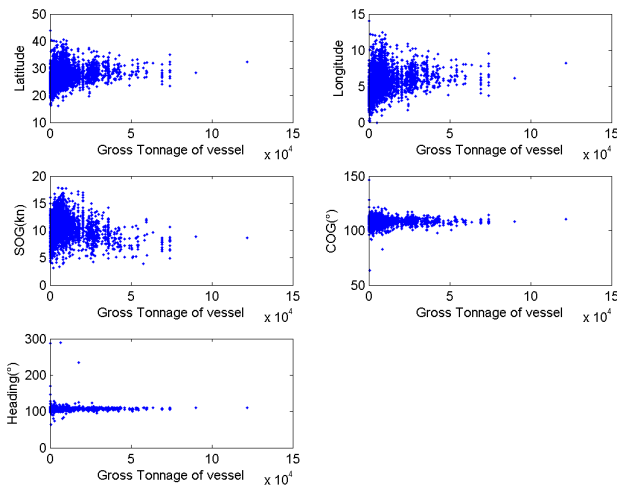 50
40
30
20
10
Latitude
0 5 10 15
Gross Tonnage of vessel
x 10^4
15
10
5
0
Longitude
0 5 10 15
Gross Tonnage of vessel
x 10^4
20
15
10
5
0
SOG(kn)
0 5 10 15
Gross Tonnage of vessel
x 10^4
150
100
50
COG(°)
0 5 10 15
Gross Tonnage of vessel
x 10^4
300
200
100
0
Heading(°)
0 5 10 15
Gross Tonnage of vessel
x 10^4